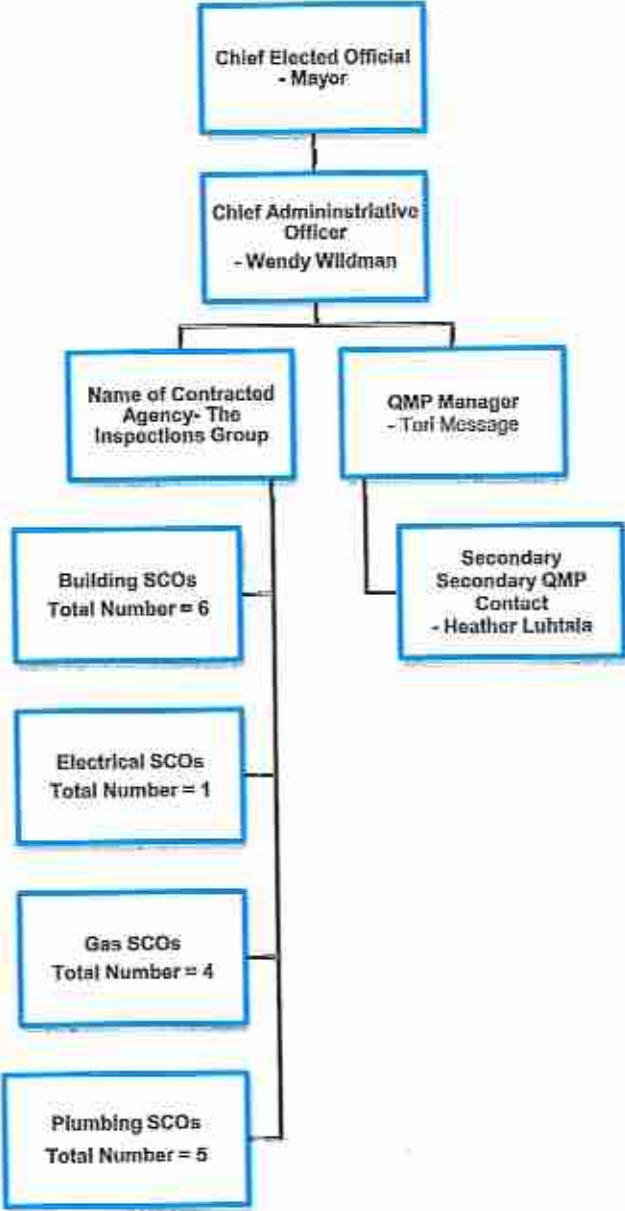 Chief Elected Official
- Mayor
Chief Admininstriative
Officer
- Wendy Wildman
Name of Contracted
Agency- The
Inspections Group
QMP Manager
- Tori Message
Building SCOs
Total Number = 6
Secondary
Secondary QMP
Contact
- Heather Luhtala
Electrical SCOs
Total Number = 1
Gas SCOs
Total Number = 4
Plumbing SCOs
Total Number = 5